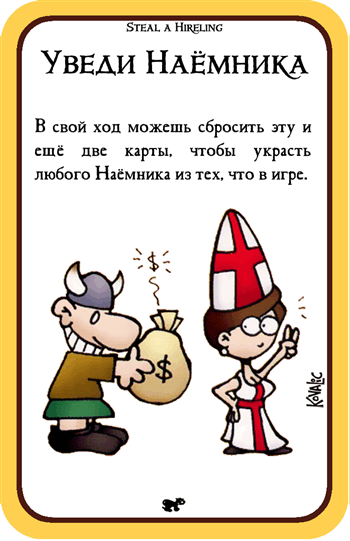 Steal a Hireling
Уведи Наёмника
В свой ход можешь сбросить эту и
ещё две карты, чтобы украсть
любого Наёмника из тех, что в игре.
$
$
Kovalic